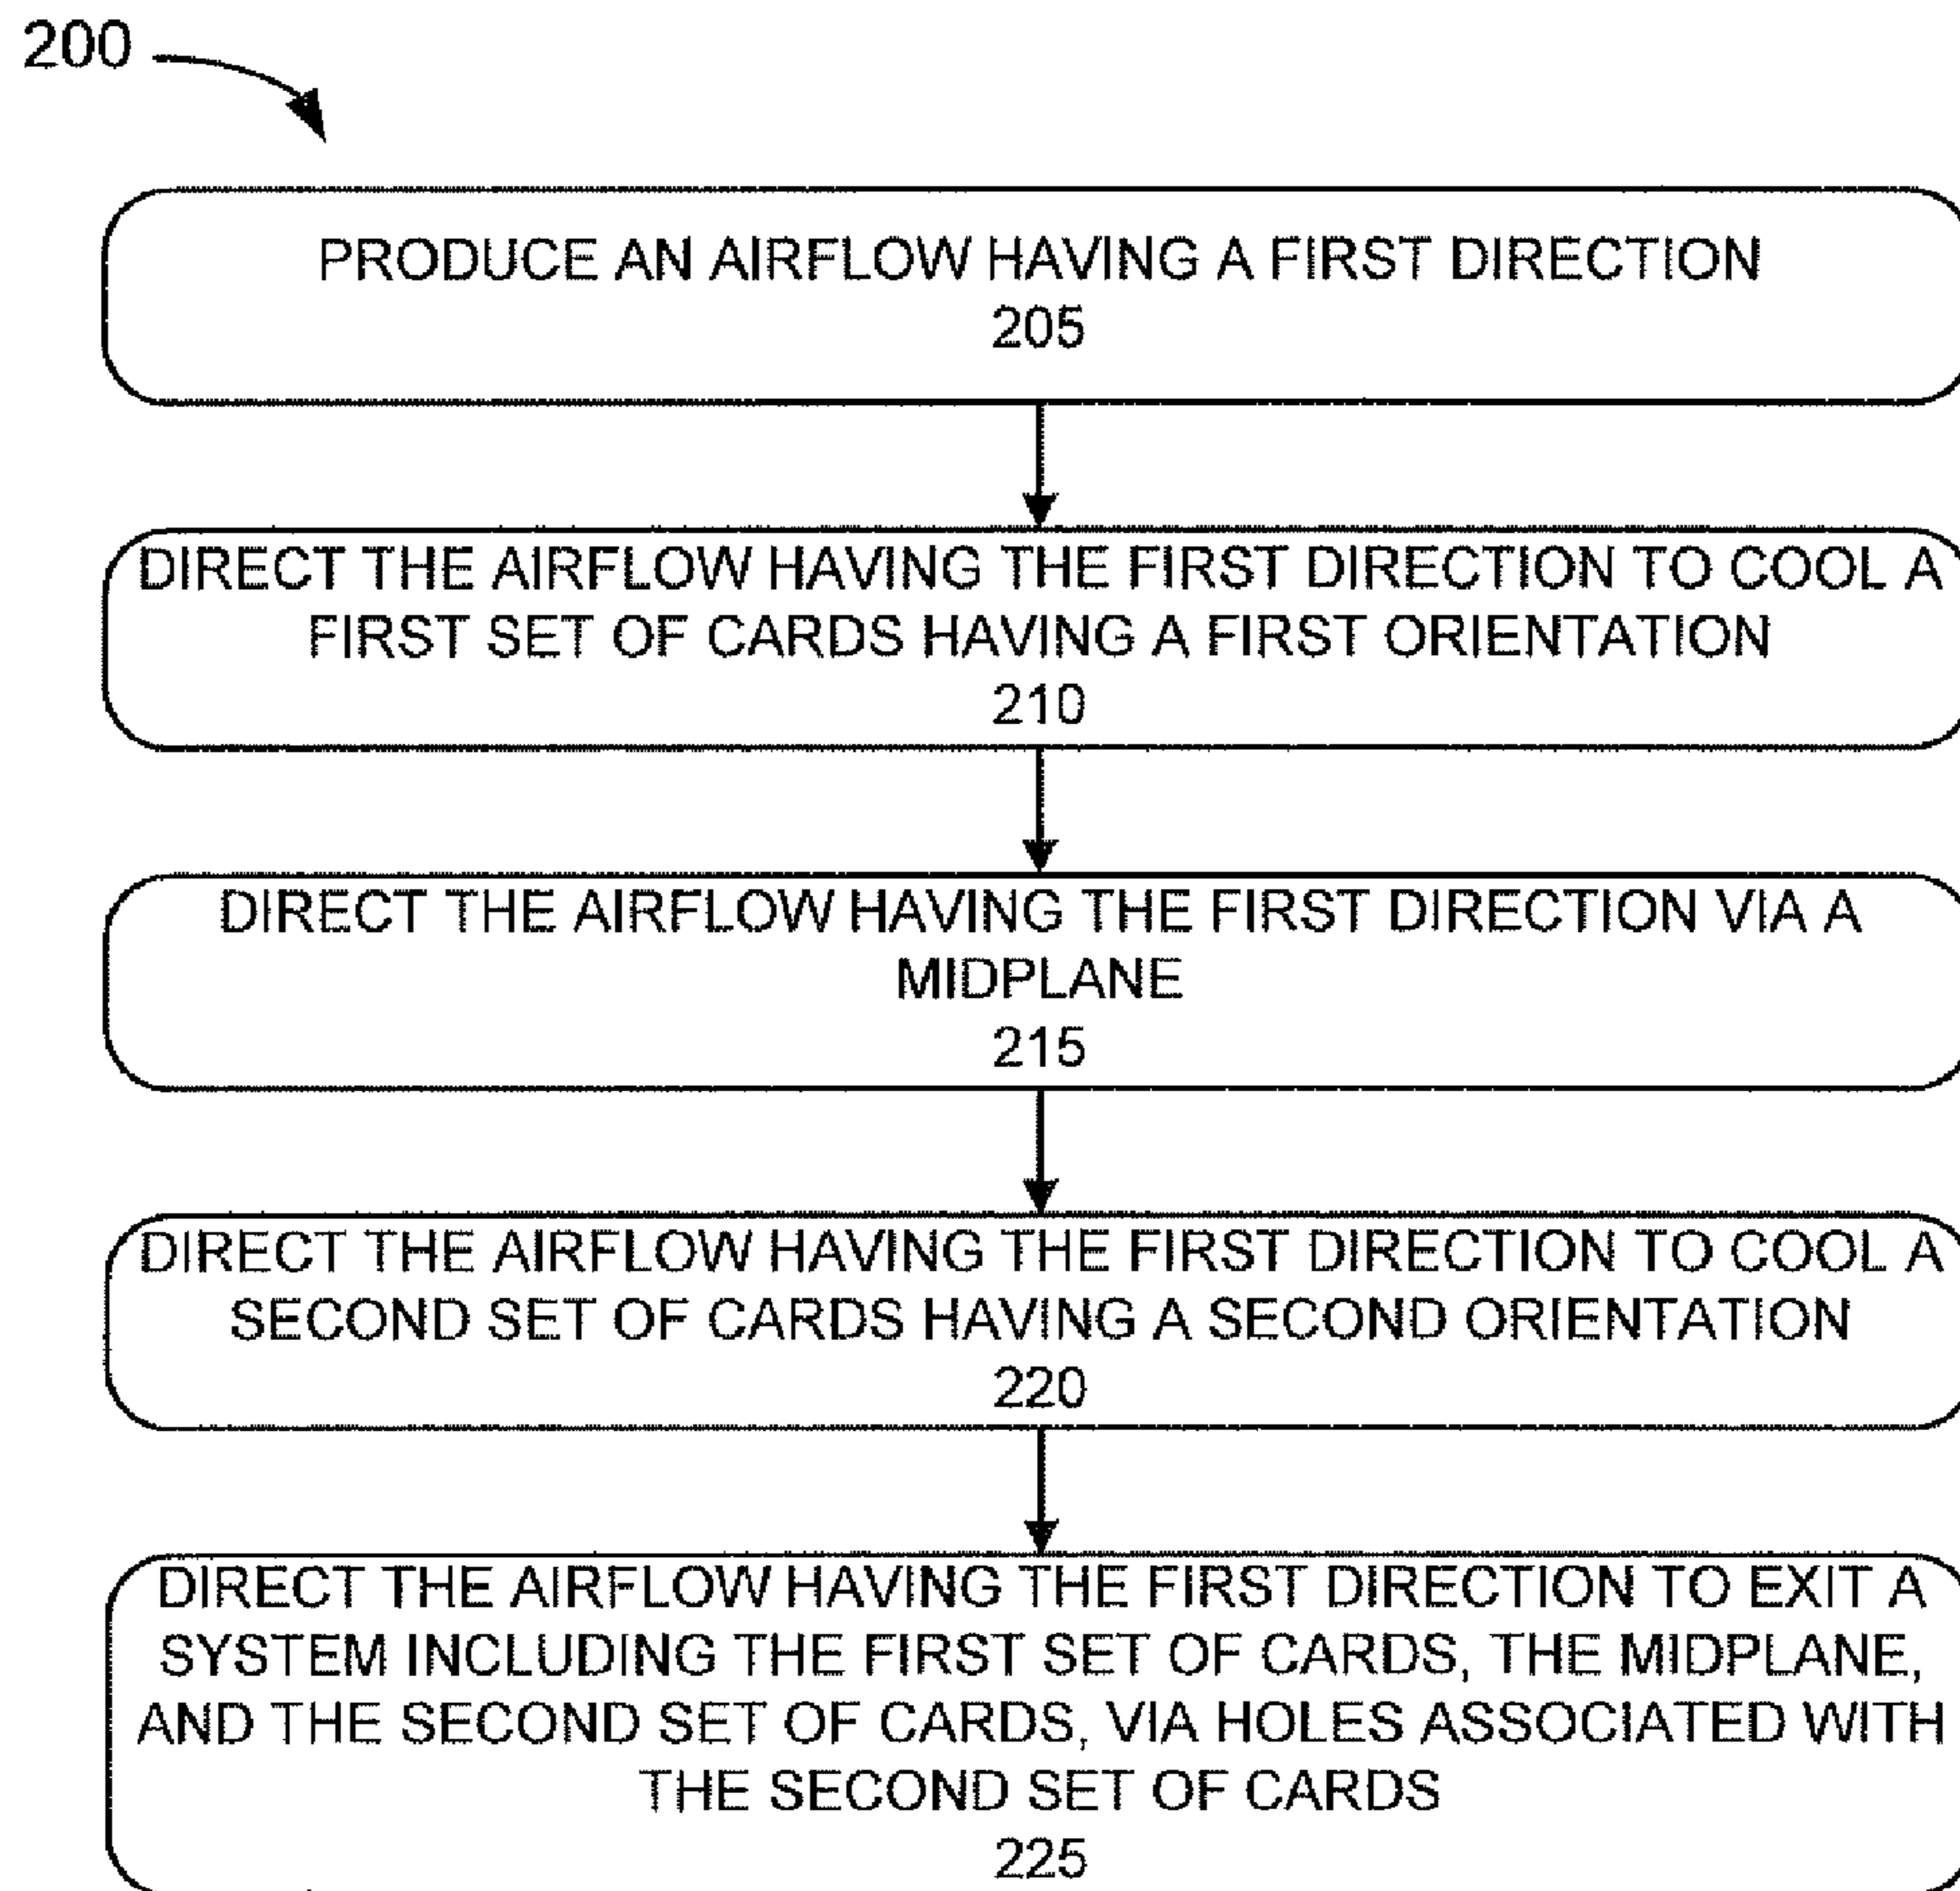 200
PRODUCE AN AIRFLOW HAVING A FIRST DIRECTION
205
DIRECT THE AIRFLOW HAVING THE FIRST DIRECTION TO COOL A
FIRST SET OF CARDS HAVING A FIRST ORIENTATION
210
DIRECT THE AIRFLOW HAVING THE FIRST DIRECTION VIA A
MIDPLANE
215
DIRECT THE AIRFLOW HAVING THE FIRST DIRECTION TO COOL A
SECOND SET OF CARDS HAVING A SECOND ORIENTATION
220
DIRECT THE AIRFLOW HAVING THE FIRST DIRECTION TO EXIT A
SYSTEM INCLUDING THE FIRST SET OF CARDS, THE MIDPLANE,
AND THE SECOND SET OF CARDS, VIA HOLES ASSOCIATED WITH
THE SECOND SET OF CARDS
225